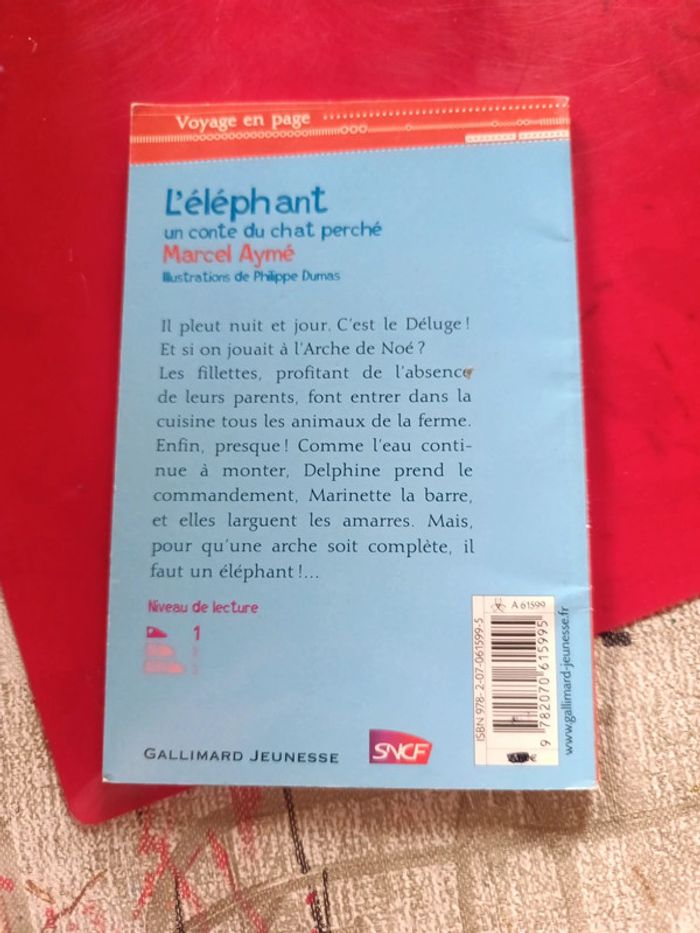 Voyage en page
L'éléphant
un conte du chat perché
Marcel Aymé
Illustrations de Philippe Dumas
Il pleut nuit et jour. C'est le Déluge !
Et si on jouait à l'Arche de Noé ?
Les fillettes, profitant de l'absence
de leurs parents, font entrer dans la
cuisine tous les animaux de la ferme.
Enfin, presque ! Comme l'eau conti-
nue à monter, Delphine prend le
commandement, Marinette la barre,
et elles larguent les amarres. Mais,
pour qu'une arche soit complète, il
faut un éléphant !...
Niveau de lecture
1
2
3
A 61599
ISBN 978-2-07-061599-5
9 782070 615995
www.gallimard-jeunesse.fr
GALLIMARD JEUNESSE
SNCF